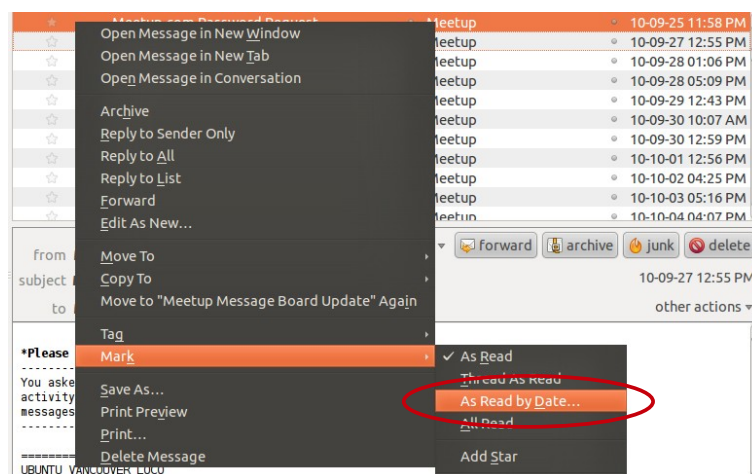 Meetup.com Password Request Meetup 10-09-25 11:58 PM
Meetup 10-09-27 12:55 PM
Meetup 10-09-28 01:06 PM
Meetup 10-09-28 05:09 PM
Meetup 10-09-29 12:43 PM
Meetup 10-09-30 10:07 AM
Meetup 10-09-30 12:59 PM
Meetup 10-10-01 12:56 PM
Meetup 10-10-02 04:25 PM
Meetup 10-10-03 05:16 PM
Meetup 10-10-04 04:07 PM
Open Message in New Window
Open Message in New Tab
Open Message in Conversation
Archive
Reply to Sender Only
Reply to All
Reply to List
Forward
Edit As New...
Move To
Copy To
Move to "Meetup Message Board Update" Again
Tag
Mark
Save As...
Print Preview
Print...
Delete Message
As Read
Thread As Read
As Read by Date...
All Read
Add Star
from
forward archive junk delete
subject
10-09-27 12:55 PM
to
other actions
*Please
You aske
activity
messages
UBUNTU VANCOUVER LOCO